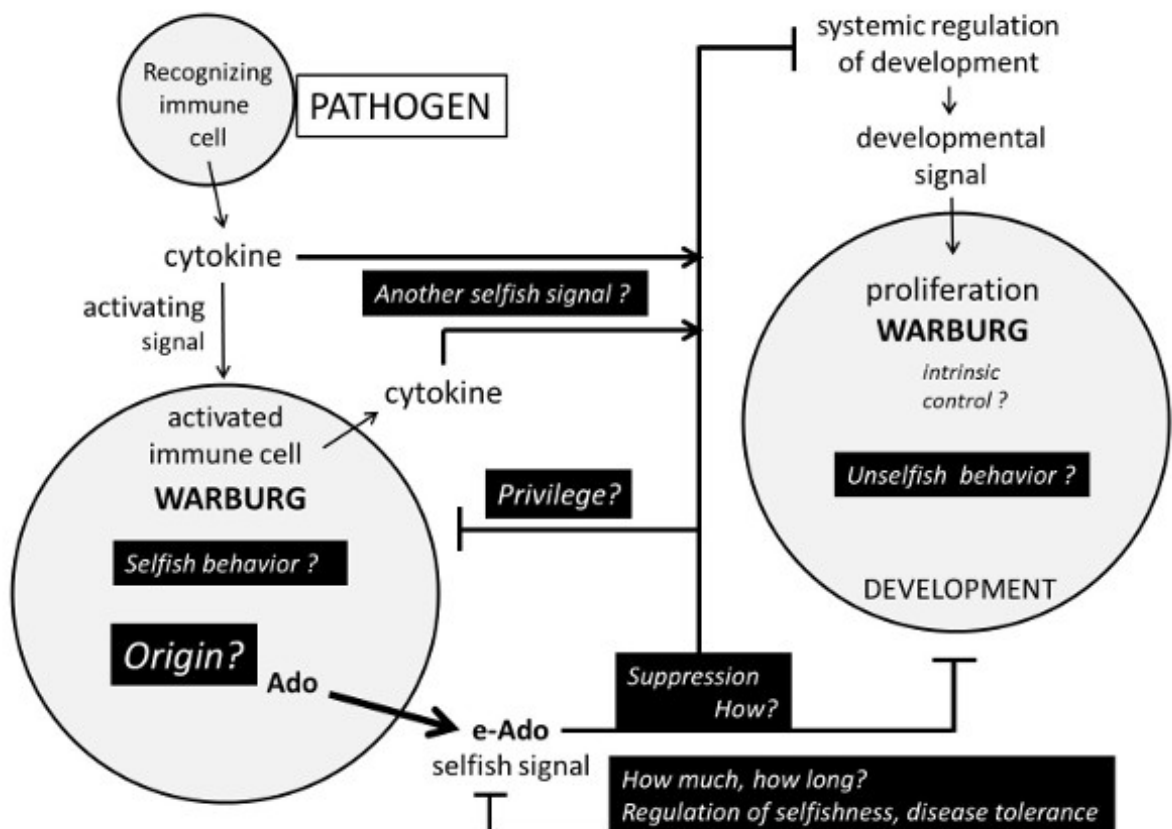 Recognizing
immune
cell
PATHOGEN
cytokine
activating
signal
Another selfish signal ?
cytokine
activated
immune cell
WARBURG
Selfish behavior ?
Origin?
Ado
e-Ado
selfish signal
Privilege?
Suppression
How?
How much, how long?
Regulation of selfishness, disease tolerance
systemic regulation
of development
developmental
signal
proliferation
WARBURG
intrinsic
control ?
Unselfish behavior ?
DEVELOPMENT